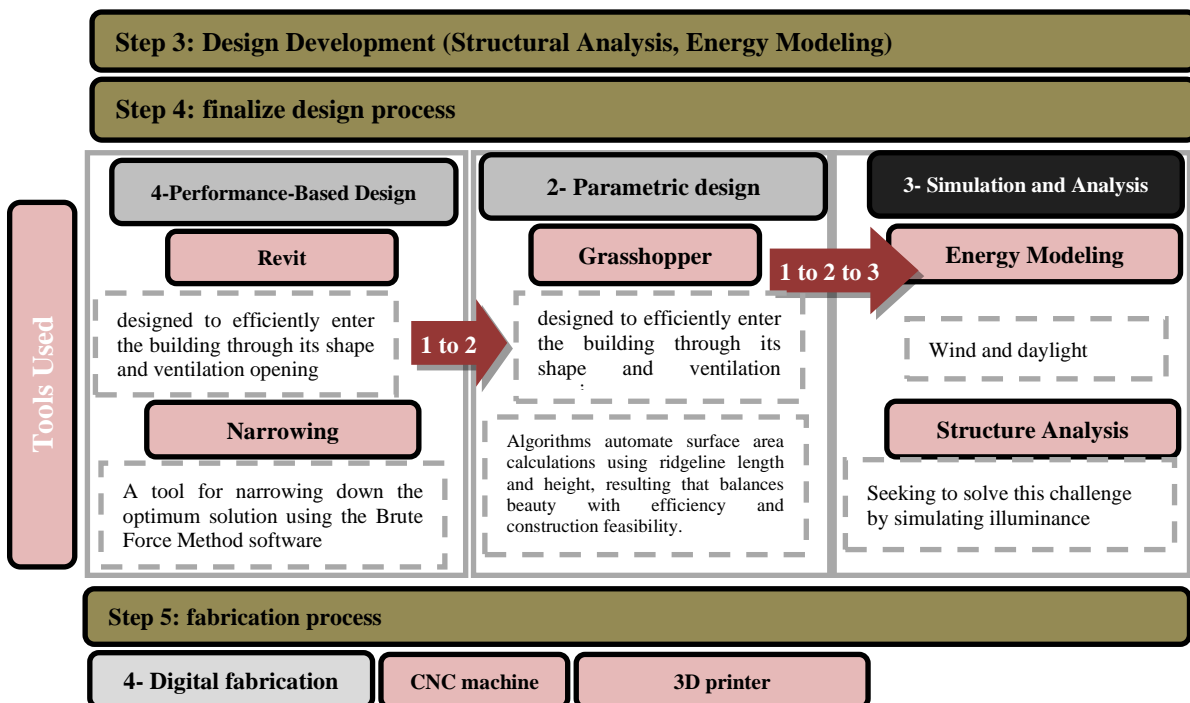 Step 3: Design Development (Structural Analysis, Energy Modeling)
Step 4: finalize design process
Tools Used
4-Performance-Based Design
Revit
designed to efficiently enter
the building through its shape
and ventilation opening
Narrowing
A tool for narrowing down the
optimum solution using the Brute
Force Method software
1 to 2
2- Parametric design
Grasshopper
designed to efficiently enter
the building through its
shape and ventilation
Algorithms automate surface area
calculations using ridgeline length
and height, resulting that balances
beauty with efficiency and
construction feasibility.
1 to 2 to 3
3- Simulation and Analysis
Energy Modeling
Wind and daylight
Structure Analysis
Seeking to solve this challenge
by simulating illuminance
Step 5: fabrication process
4- Digital fabrication
CNC machine
3D printer